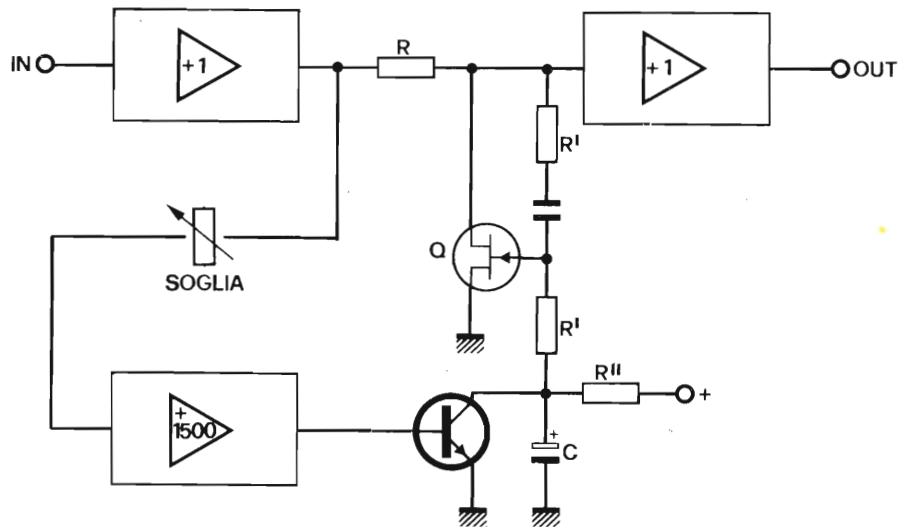 IN
+1
R
+1
OUT
R'
SOGLIA
Q
R'
R"
+
+
1500
+
C